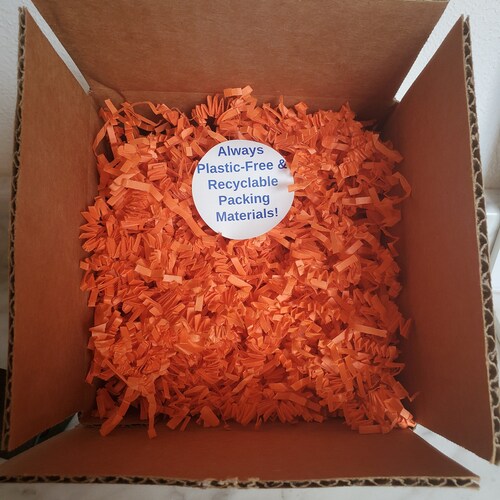 Always
Plastic-Free &
Recyclable
Packing
Materials!